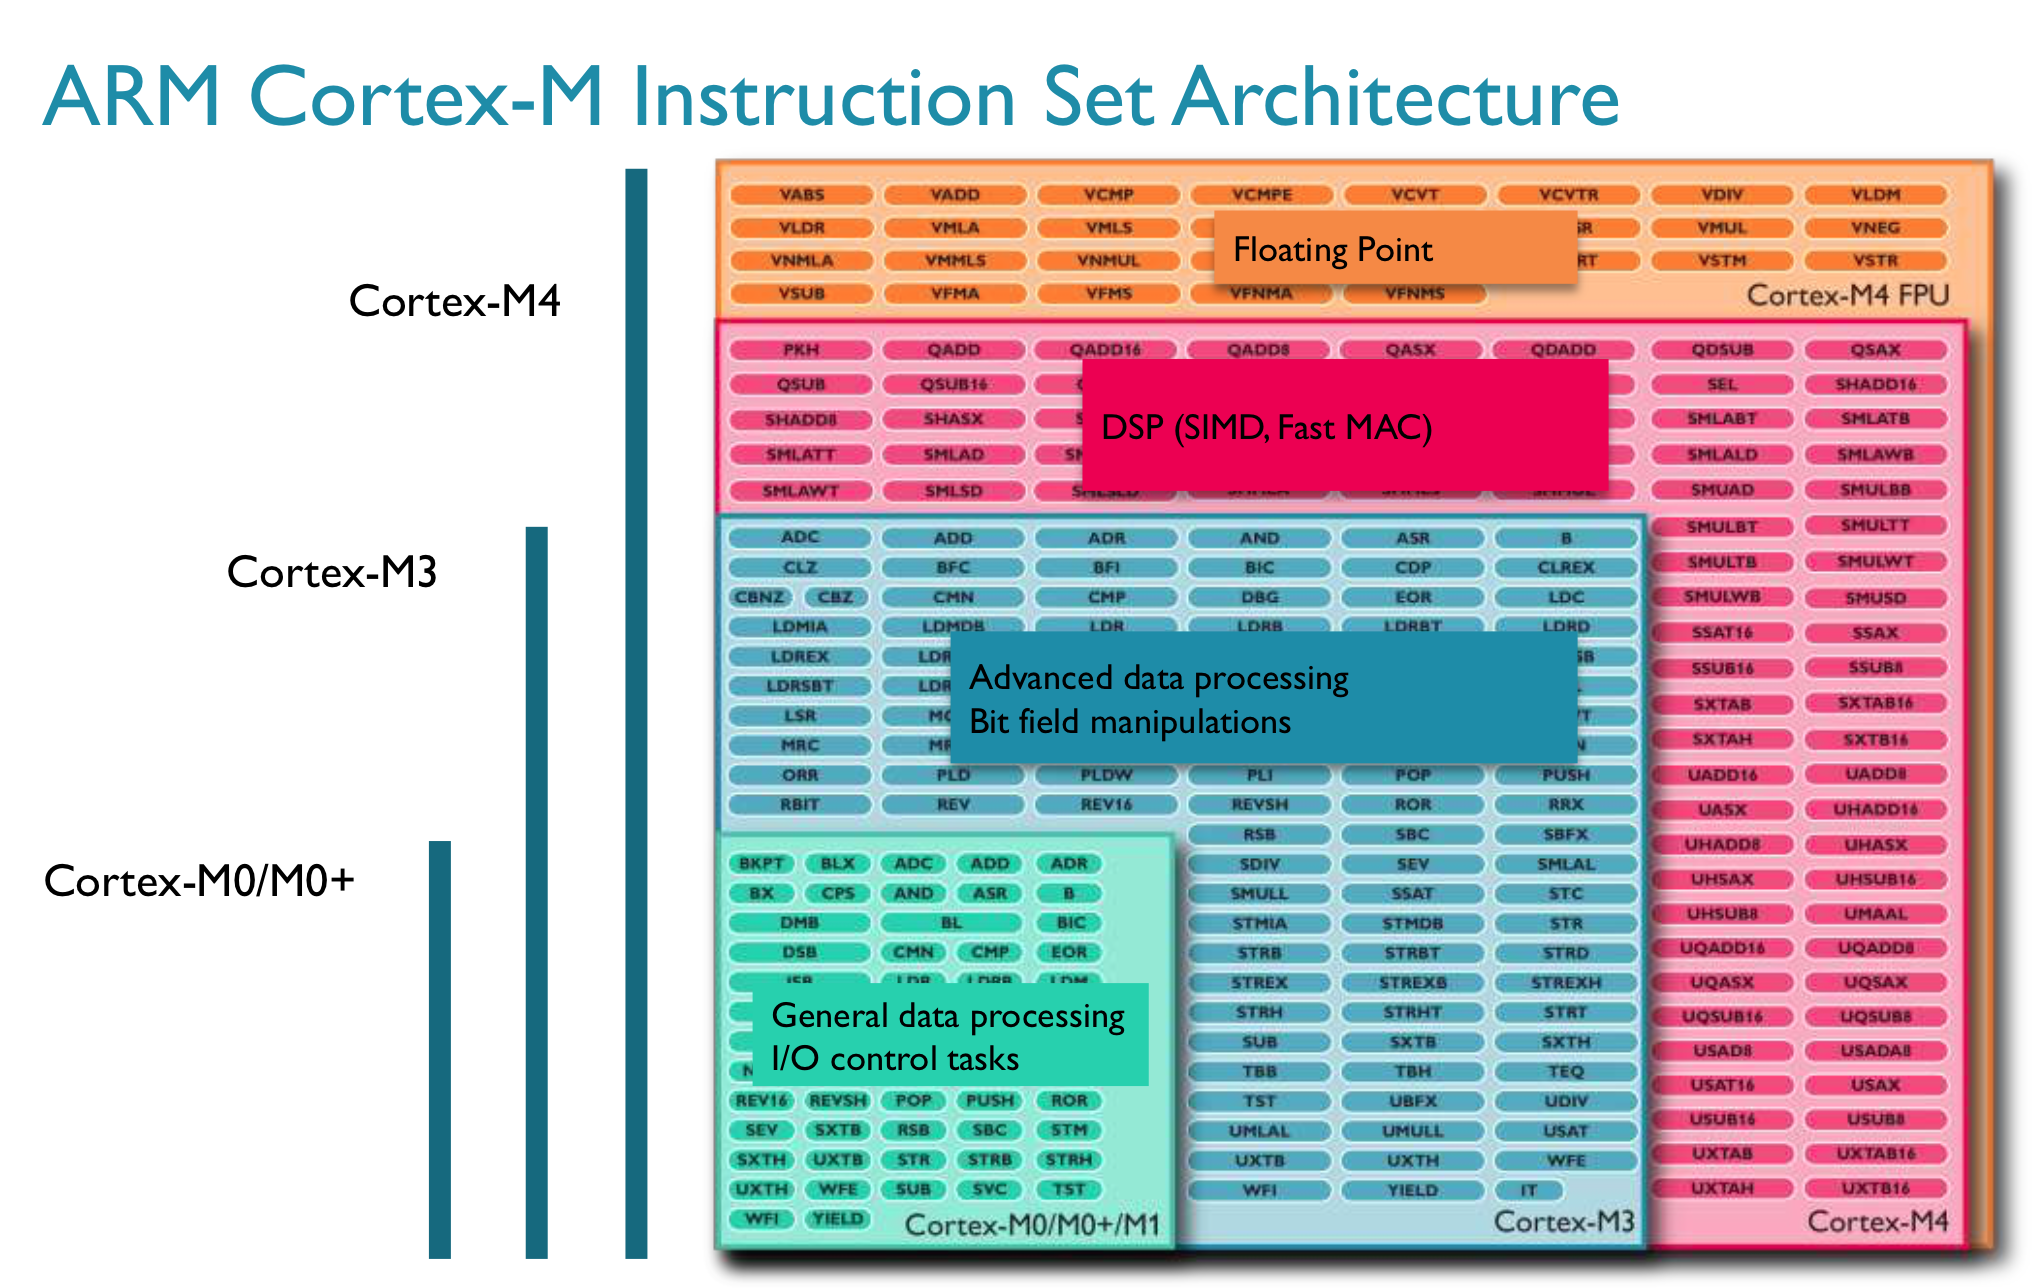 ARM Cortex-M Instruction Set Architecture
VABS VADD VCMP VCMPE VCVT VCVTR VDIV VLDM
VLDR VMLA VMLS VMUL VNEG
Floating Point
VNMLA VMMLS VNMUL VSTM VSTR
VSUB VFMA VFMS VFNMA VFNMS
Cortex-M4 FPU
Cortex-M4
PKH QADD QADD16 QADD8 QASX QDADD QDSUB QSAX
QSUB QSUB16 SEL SHADD16
SHADD8 SHASX SMLABT SMLATB
DSP (SIMD, Fast MAC)
SMLATT SMLAD SMLALD SMLAWB
SMLAWT SMLSD SMUAD SMULBB
SMULBT SMULTT
SMULTB SMULWT
SMULWB SMUSD
SSAT16 SSAX
SSUB16 SSUB8
SXTAB SXTAB16
SXTAH SXTB16
UADD16 UADD8
UASX UHADD16
UHADD8 UHASX
UHSAX UHSUB16
UHSUB8 UMAAL
UQADD16 UQADD8
UQASX UQSAX
UQSUB16 UQSUB8
USAD8 USADA8
USAT16 USAX
USUB16 USUB8
UXTAB UXTAB16
UXTAH UXTB16
Cortex-M4
Cortex-M3
ADC ADD ADR AND ASR B
CLZ BFC BFI BIC CDP CLREX
CBNZ CBZ CMN CMP DBG EOR LDC
LDMIA LDMDB LDR LDRB LDRBT LDRD
LDREX
LDRSBT
Advanced data processing
Bit field manipulations
LSR
MRC
ORR PLD PLDW PLI POP PUSH
RBIT REV REV16 REVSH ROR RRX
RSB SBC SBFX
SDIV SEV SMLAL
SMULL SSAT STC
STMIA STMDB STR
STRB STRBT STRD
STREX STREXB STREXH
STRH STRHT STRT
SUB SXTB SXTH
TBB TBH TEQ
TST UBFX UDIV
UMLAL UMULL USAT
UXTB UXTH WFE
WFI YIELD IT
Cortex-M3
Cortex-M0/M0+
BKPT BLX ADC ADD ADR
BX CPS AND ASR B
DMB BL BIC
DSB CMN CMP EOR
ISB LDR LDRB LDM
General data processing
I/O control tasks
REV16 REVSH POP PUSH ROR
SEV SXTB RSB SBC STM
SXTH UXTB STR STRB STRH
UXTH WFE SUB SVC TST
WFI YIELD
Cortex-M0/M0+/M1